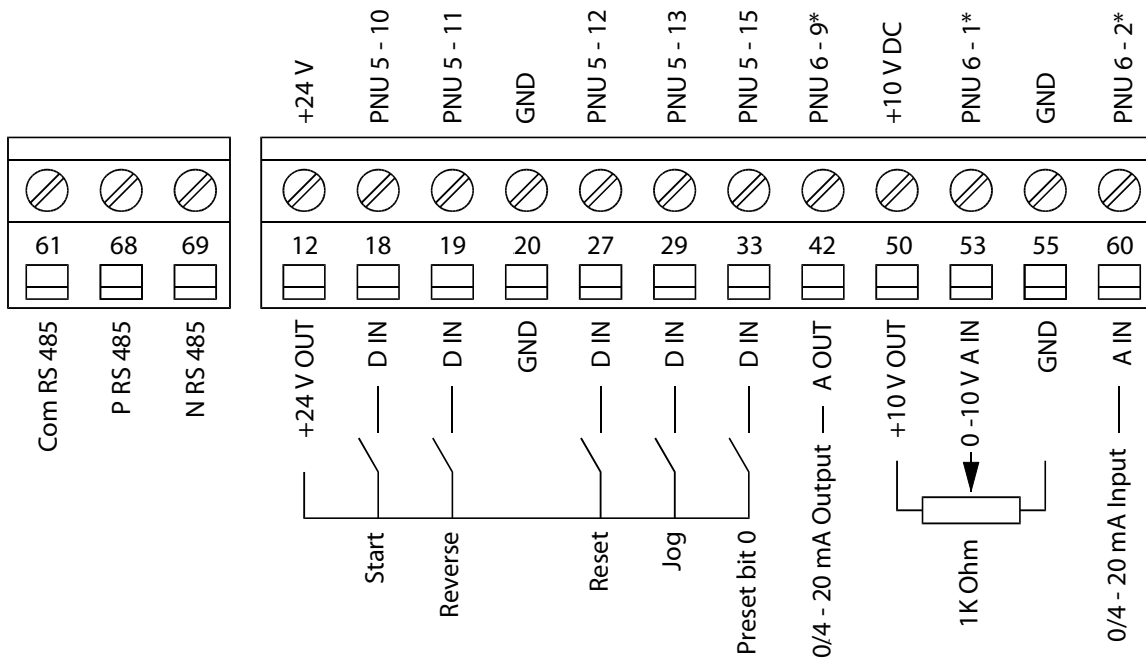 +24 V
PNU 5 - 10
PNU 5 - 11
GND
PNU 5 - 12
PNU 5 - 13
PNU 5 - 15
PNU 6 - 9*
+10 V DC
PNU 6 - 1*
GND
PNU 6 - 2*
61
68
69
12
18
19
20
27
29
33
42
50
53
55
60
Com RS 485
P RS 485
N RS 485
+24 V OUT
D IN
D IN
GND
D IN
D IN
D IN
A OUT
+10 V OUT
0 -10 V A IN
GND
A IN
Start
Reverse
Reset
Jog
Preset bit 0
0/4 - 20 mA Output
1K Ohm
0/4 - 20 mA Input